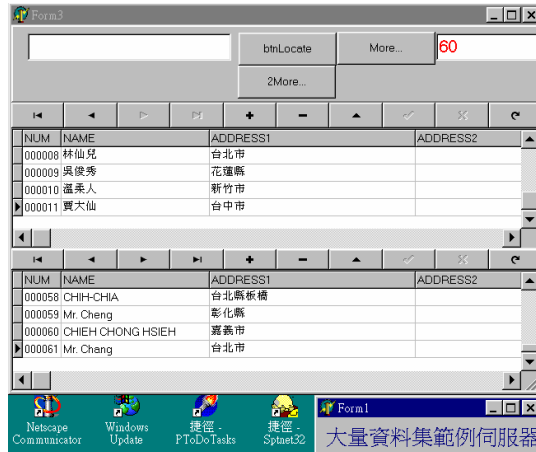 Form3
btnLocate More... 60
2More...
NUM NAME ADDRESS1 ADDRESS2
000008 林仙兒 台北市
000009 吳俊秀 花蓮縣
000010 溫柔人 新竹市
000011 賈大仙 台中市
NUM NAME ADDRESS1 ADDRESS2
000058 CHIH-CHIA 台北縣板橋
000059 Mr. Cheng 彰化縣
000060 CHIEH CHONG HSIEH 嘉義市
000061 Mr. Chang 台北市
Netscape Communicator
Windows Update
捷徑 - PToDoTasks
捷徑 - Sptnet32
Form1
大量資料集範例伺服器